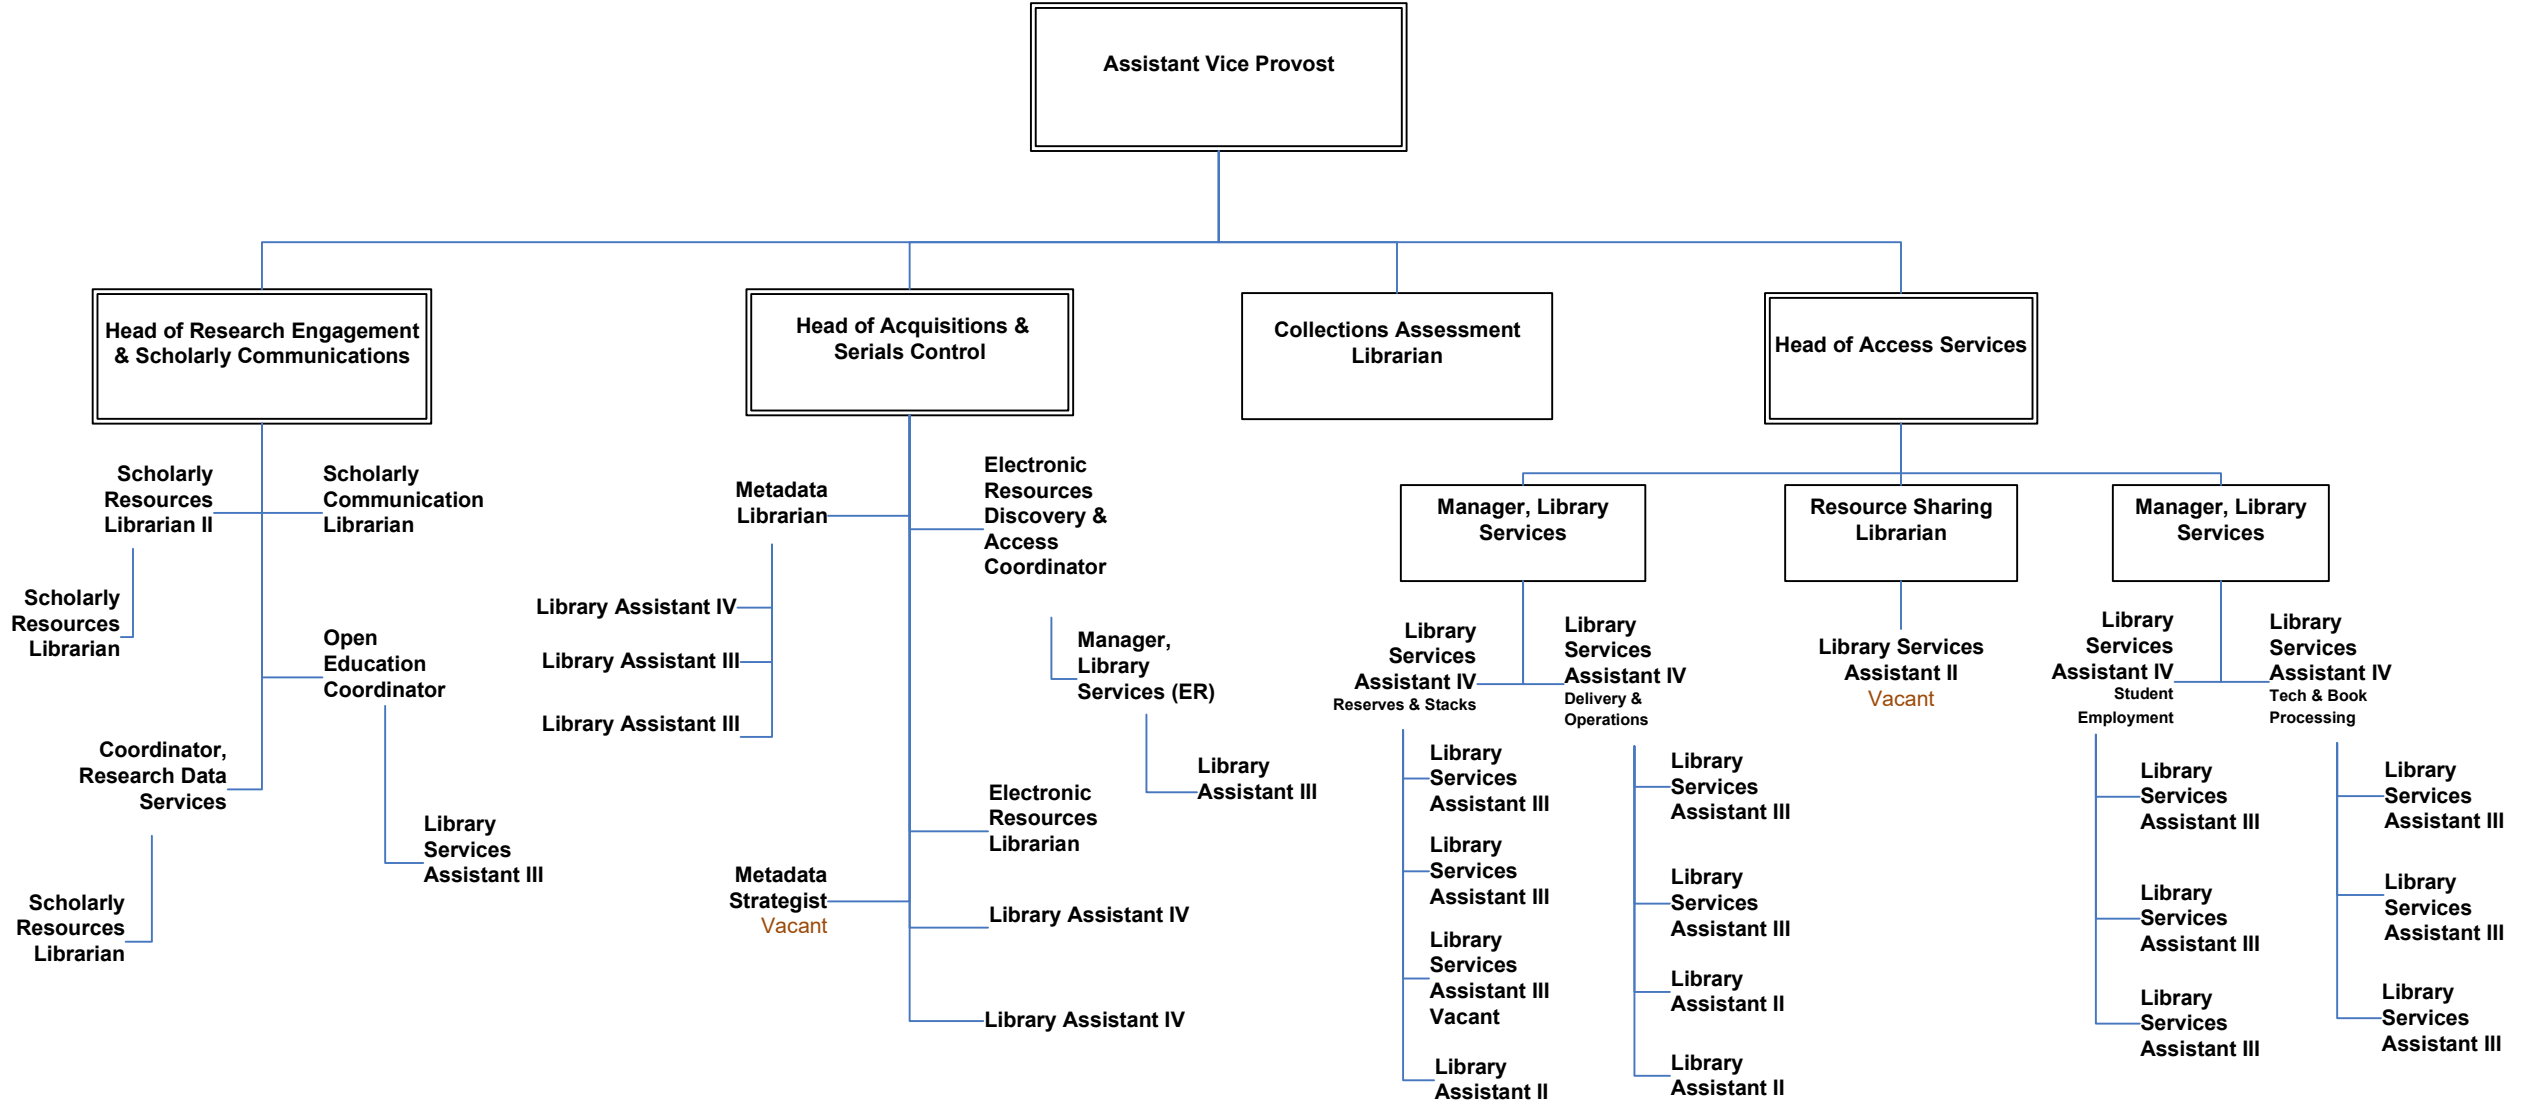 Assistant Vice Provost
Head of Research Engagement
& Scholarly Communications
Head of Acquisitions &
Serials Control
Collections Assessment
Librarian
Head of Access Services
Scholarly
Resources
Librarian II
Scholarly
Communication
Librarian
Scholarly
Resources
Librarian
Open
Education
Coordinator
Coordinator,
Research Data
Services
Library
Services
Assistant III
Scholarly
Resources
Librarian
Metadata
Librarian
Electronic
Resources
Discovery &
Access
Coordinator
Library Assistant IV
Library Assistant III
Library Assistant III
Manager,
Library
Services (ER)
Library
Assistant III
Electronic
Resources
Librarian
Metadata
Strategist
Vacant
Library Assistant IV
Library Assistant IV
Manager, Library
Services
Resource Sharing
Librarian
Manager, Library
Services
Library
Services
Assistant IV
Reserves & Stacks
Library
Services
Assistant IV
Delivery &
Operations
Library Services
Assistant II
Vacant
Library
Services
Assistant IV
Student
Employment
Library
Services
Assistant IV
Tech & Book
Processing
Library
Services
Assistant III
Library
Services
Assistant III
Library
Services
Assistant III
Vacant
Library
Assistant II
Library
Services
Assistant III
Library
Services
Assistant III
Library
Assistant II
Library
Assistant II
Library
Services
Assistant III
Library
Services
Assistant III
Library
Services
Assistant III
Library
Services
Assistant III
Library
Services
Assistant III
Library
Services
Assistant III